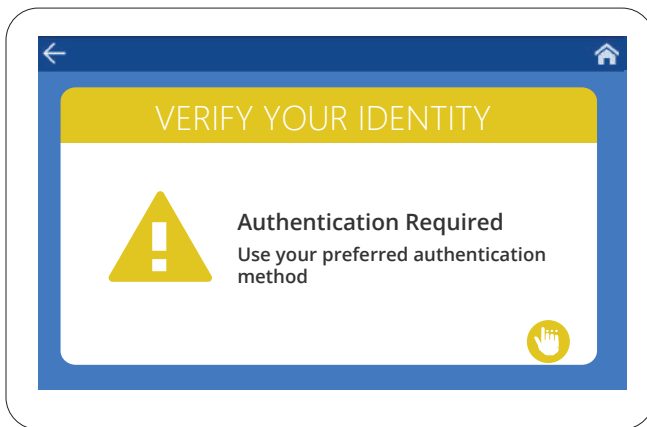 VERIFY YOUR IDENTITY
Authentication Required
Use your preferred authentication
method